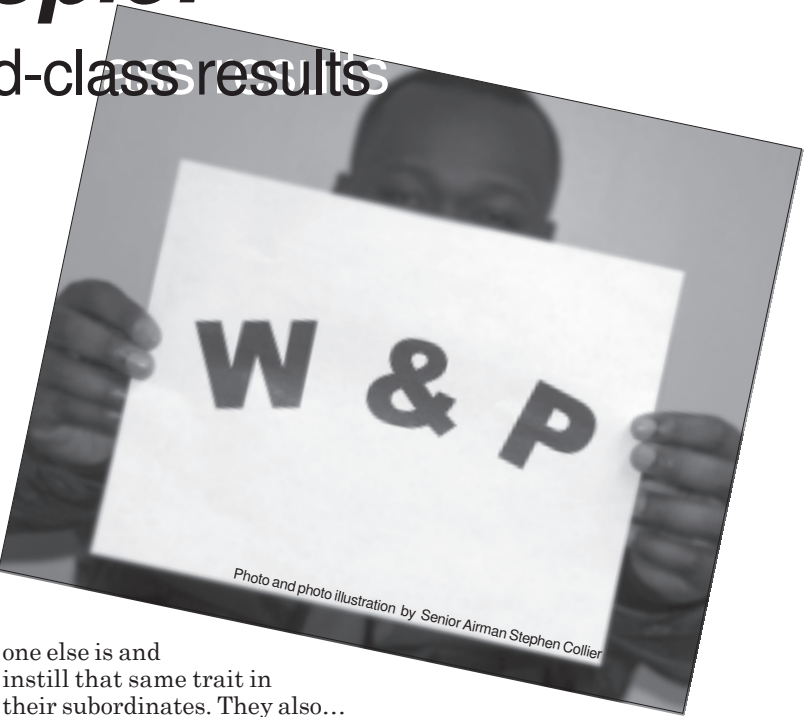 d-class results
W & P
Photo and photo illustration by Senior Airman Stephen Collier
one else is and
instill that same trait in
their subordinates. They also…